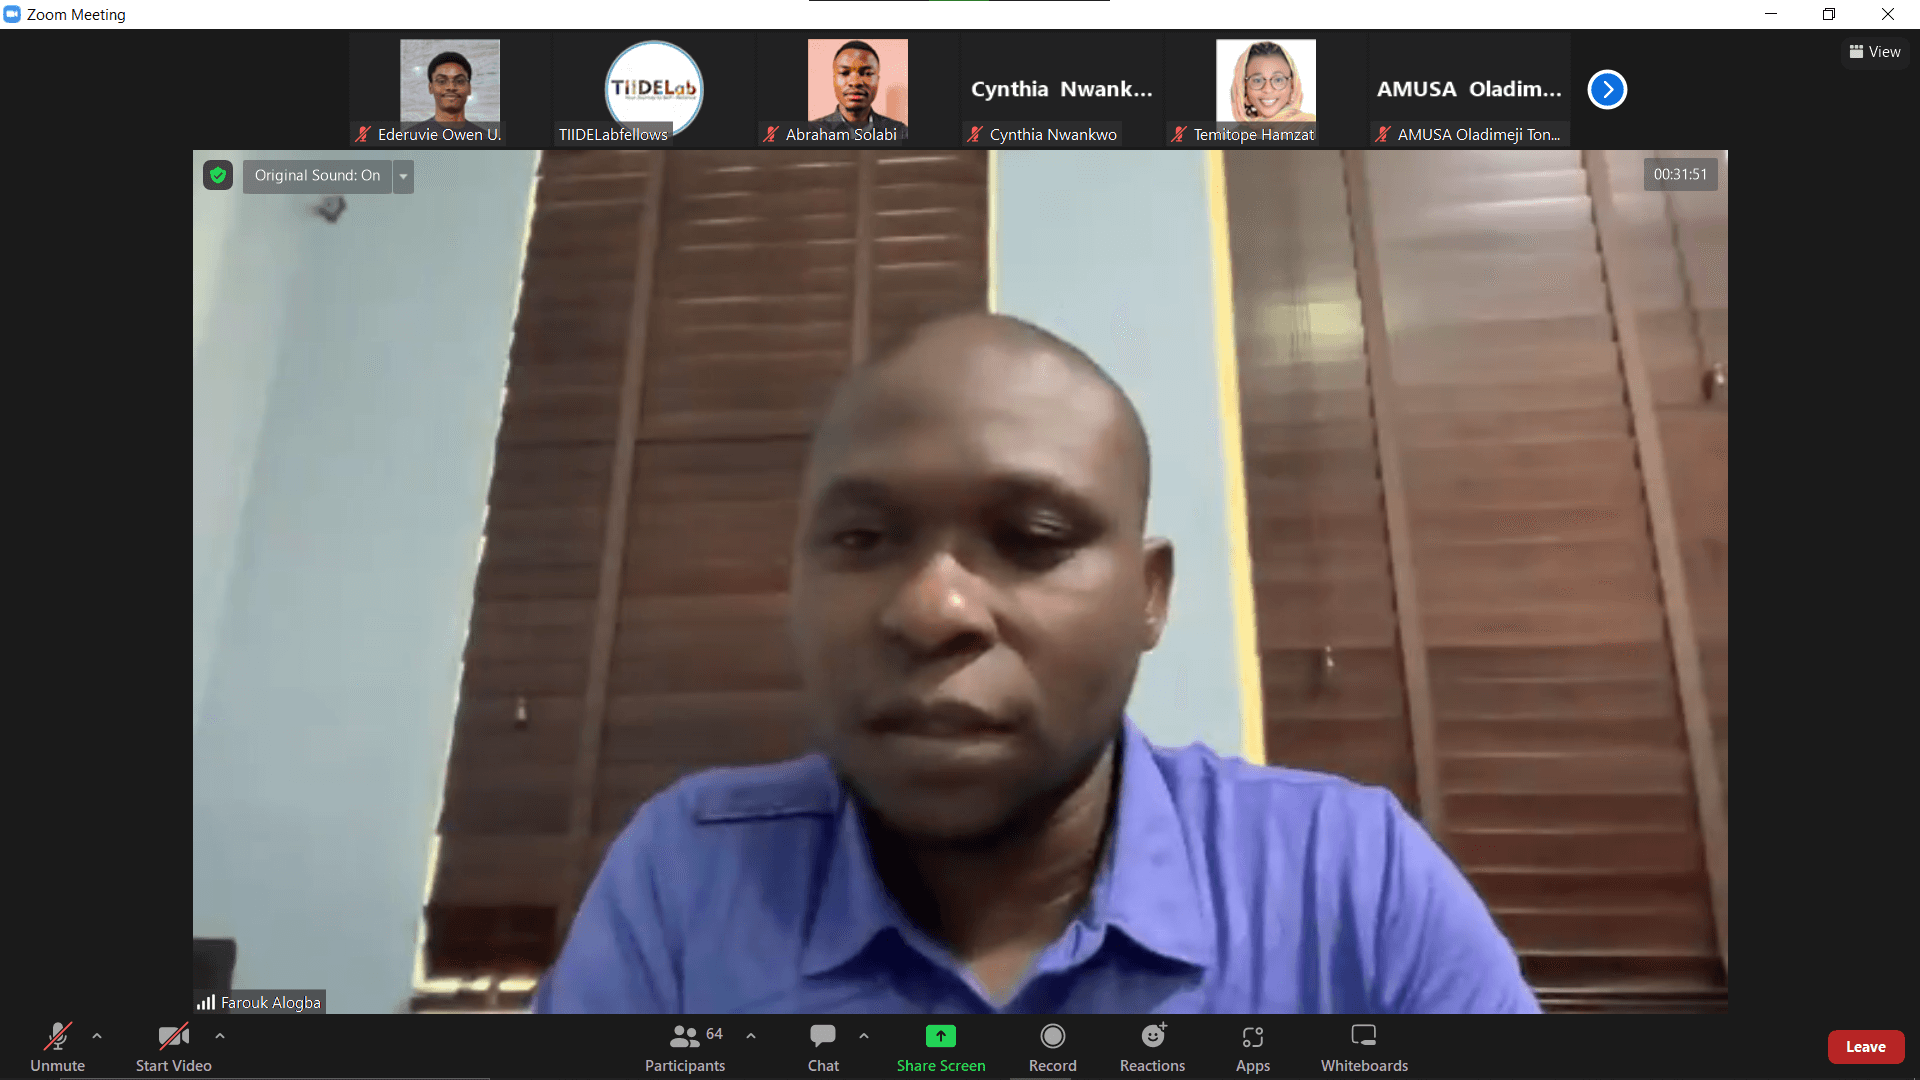 Zoom Meeting
View
Cynthia Nwank...
AMUSA Oladim...
TIIDELab
Ederuvie Owen U.
TIIDELabfellows
Abraham Solabi
Cynthia Nwankwo
Temitope Hamzat
AMUSA Oladimeji Ton...
Original Sound: On
00:31:51
Farouk Alogba
64
Unmute
Start Video
Participants
Chat
Share Screen
Record
Reactions
Apps
Whiteboards
Leave